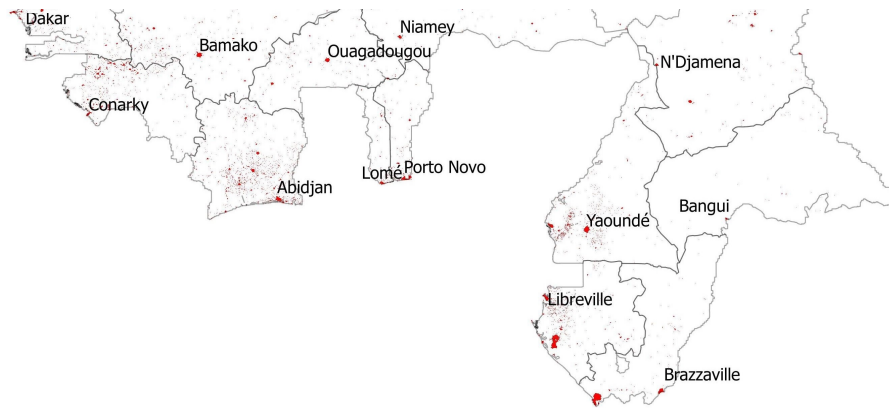 Dakar
Niamey
Bamako
Ouagadougou
N'Djamena
Conarky
Lomé
Porto Novo
Abidjan
Yaoundé
Bangui
Libreville
Brazzaville